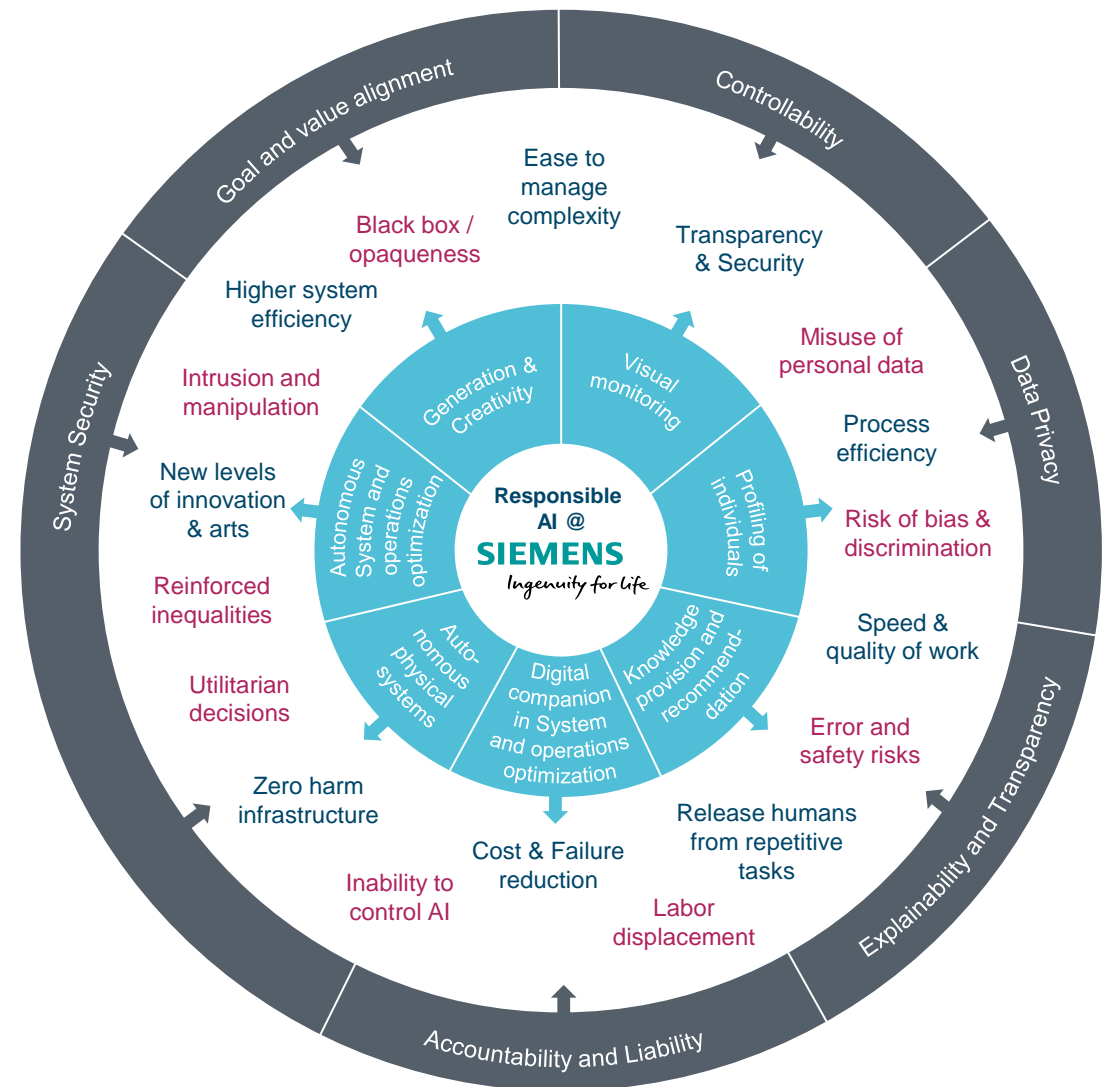 Goal and value alignment
Controllability
Data Privacy
Explainability and Transparency
Accountability and Liability
System Security
Ease to
manage
complexity
Transparency
& Security
Misuse of
personal data
Process
efficiency
Risk of bias &
discrimination
Speed &
quality of work
Error and
safety risks
Release humans
from repetitive
tasks
Labor
displacement
Cost & Failure
reduction
Inability to
control AI
Zero harm
infrastructure
Utilitarian
decisions
Reinforced
inequalities
New levels
of innovation
& arts
Intrusion and
manipulation
Higher system
efficiency
Black box /
opaqueness
Generation &
Creativity
Visual
monitoring
Profiling of
individuals
Knowledge
provision and
recommend-
dation
Digital
companion
in System
and operations
optimization
Auto-
nomous
physical
systems
Autonomous
System and
operations
optimization
Responsible
AI @
SIEMENS
Ingenuity for life